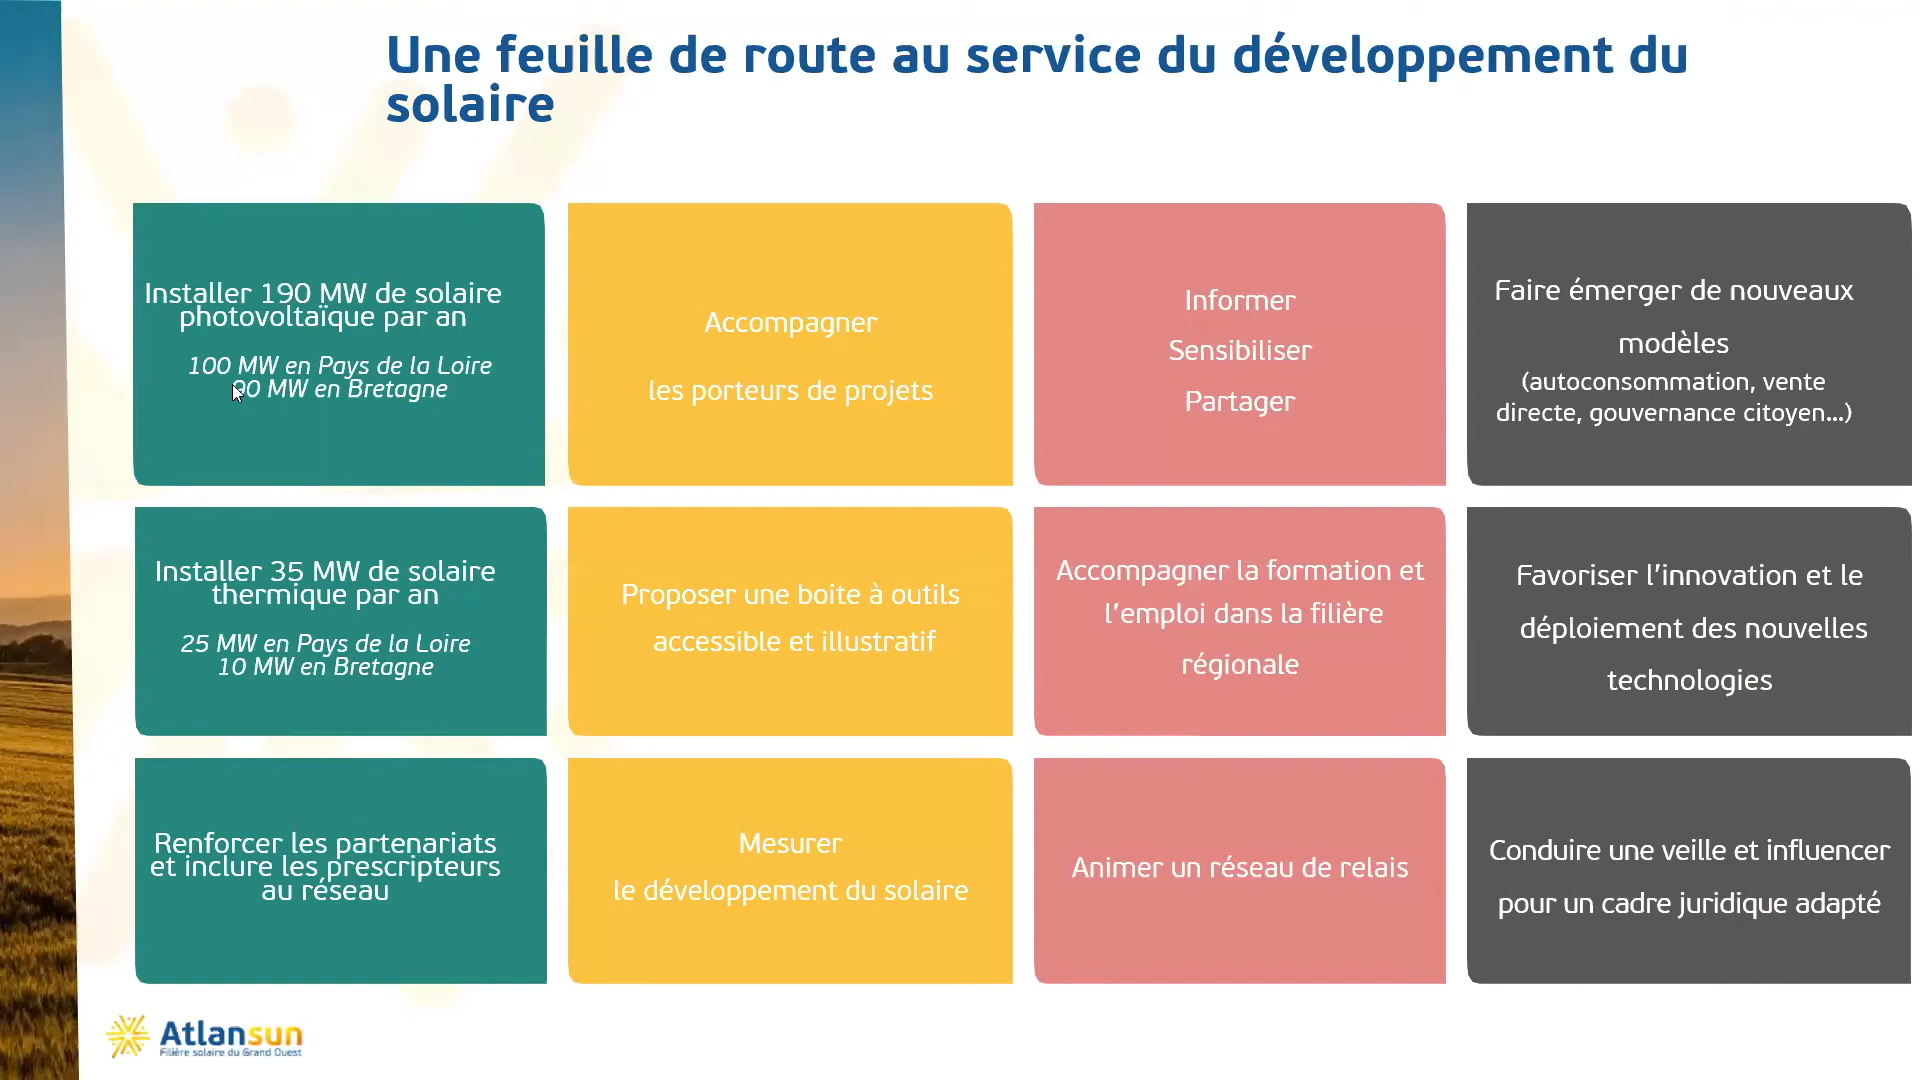 Une feuille de route au service du développement du
solaire
Installer 190 MW de solaire
photovoltaïque par an
100 MW en Pays de la Loire
90 MW en Bretagne
Accompagner
les porteurs de projets
Informer
Sensibiliser
Partager
Faire émerger de nouveaux
modèles
(autoconsommation, vente
directe, gouvernance citoyen...)
Installer 35 MW de solaire
thermique par an
25 MW en Pays de la Loire
10 MW en Bretagne
Proposer une boite à outils
accessible et illustratif
Accompagner la formation et
l'emploi dans la filière
régionale
Favoriser l'innovation et le
déploiement des nouvelles
technologies
Renforcer les partenariats
et inclure les prescripteurs
au réseau
Mesurer
le développement du solaire
Animer un réseau de relais
Conduire une veille et influencer
pour un cadre juridique adapté
Atlansun
Filière solaire du Grand Ouest